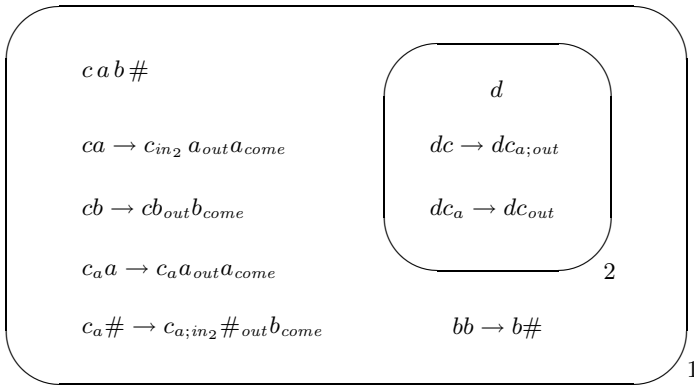 c a b #
d
ca → c_{in_2} a_{out}a_{come}
dc → dc_{a;out}
cb → cb_{out}b_{come}
dc_a → dc_{out}
c_a a → c_a a_{out}a_{come}
2
c_a# → c_{a;in_2}#_{out}b_{come}
bb → b#
1